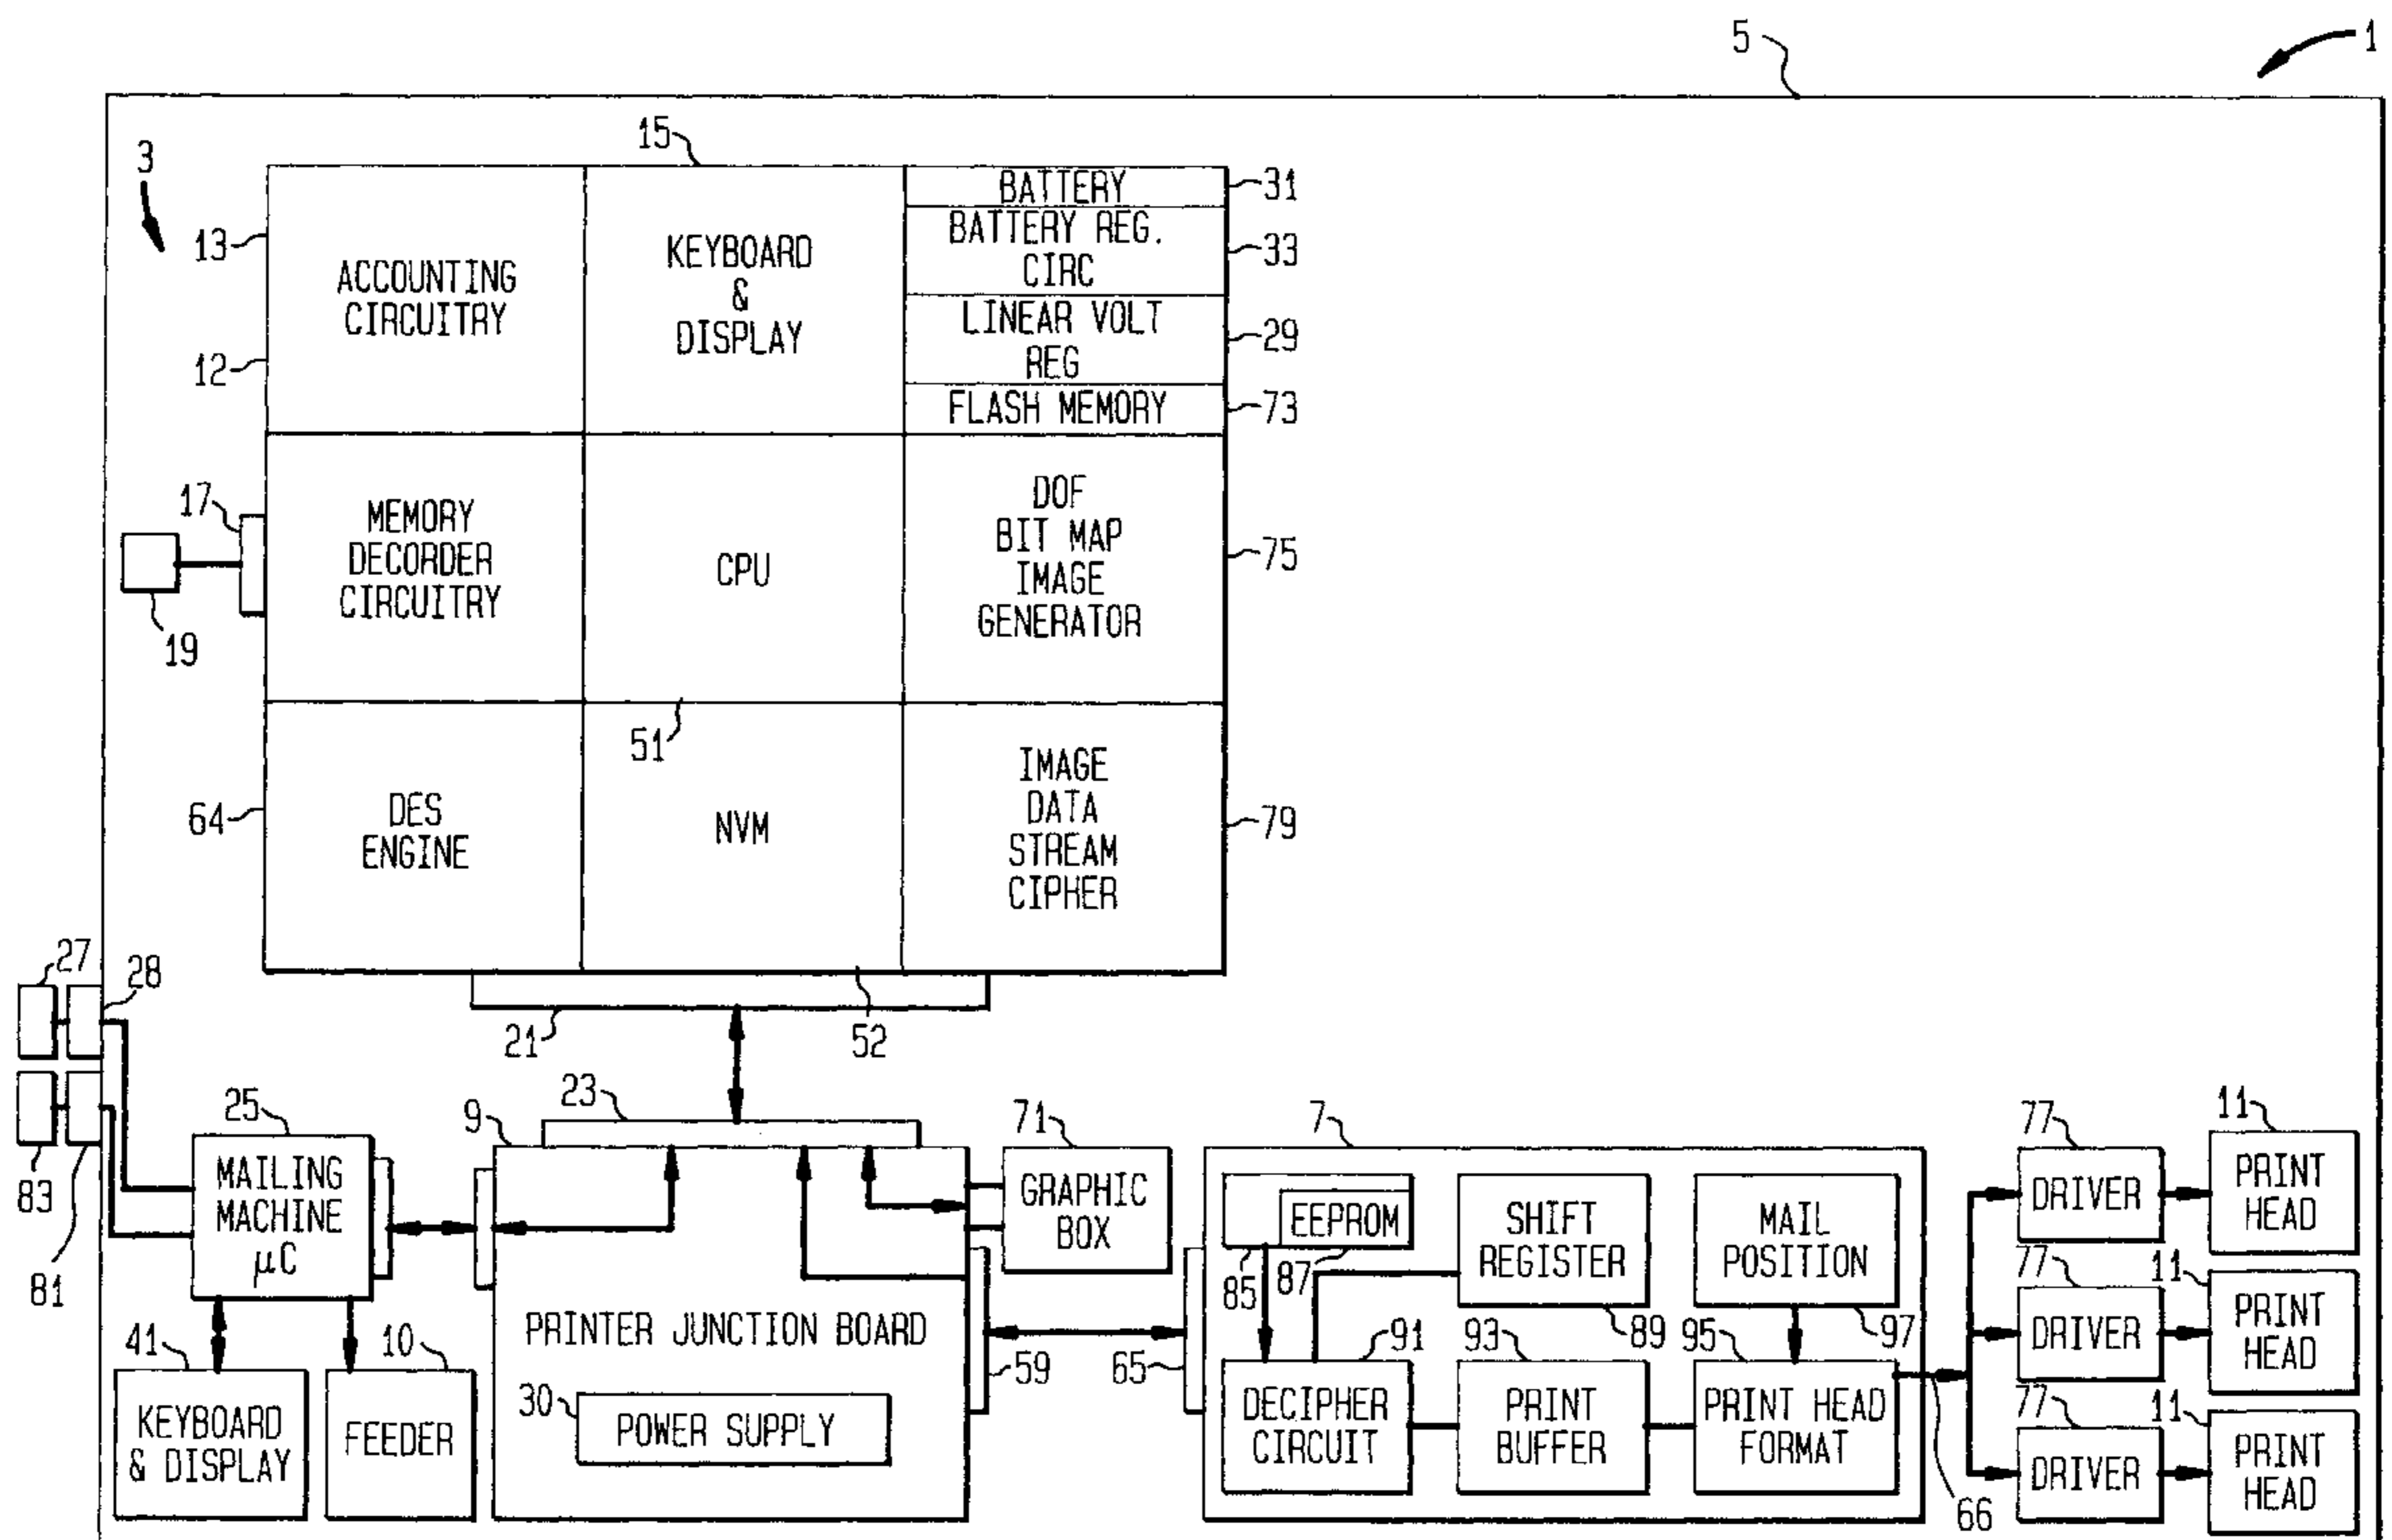 5
1
3
15
13
12
ACCOUNTING
CIRCUITRY
KEYBOARD
&
DISPLAY
BATTERY
31
BATTERY REG.
CIRC
33
LINEAR VOLT
REG
29
FLASH MEMORY
73
17
19
MEMORY
DECORDER
CIRCUITRY
CPU
DOF
BIT MAP
IMAGE
GENERATOR
75
51
64
DES
ENGINE
NVM
IMAGE
DATA
STREAM
CIPHER
79
27
28
21
52
83
81
25
MAILING
MACHINE
µC
9
23
71
GRAPHIC
BOX
7
EEPROM
85
87
SHIFT
REGISTER
89
MAIL
POSITION
97
77
DRIVER
11
PRINT
HEAD
77
DRIVER
11
PRINT
HEAD
77
DRIVER
11
PRINT
HEAD
41
KEYBOARD
& DISPLAY
10
FEEDER
PRINTER JUNCTION BOARD
30
POWER SUPPLY
59
65
91
DECIPHER
CIRCUIT
93
PRINT
BUFFER
95
PRINT HEAD
FORMAT
66